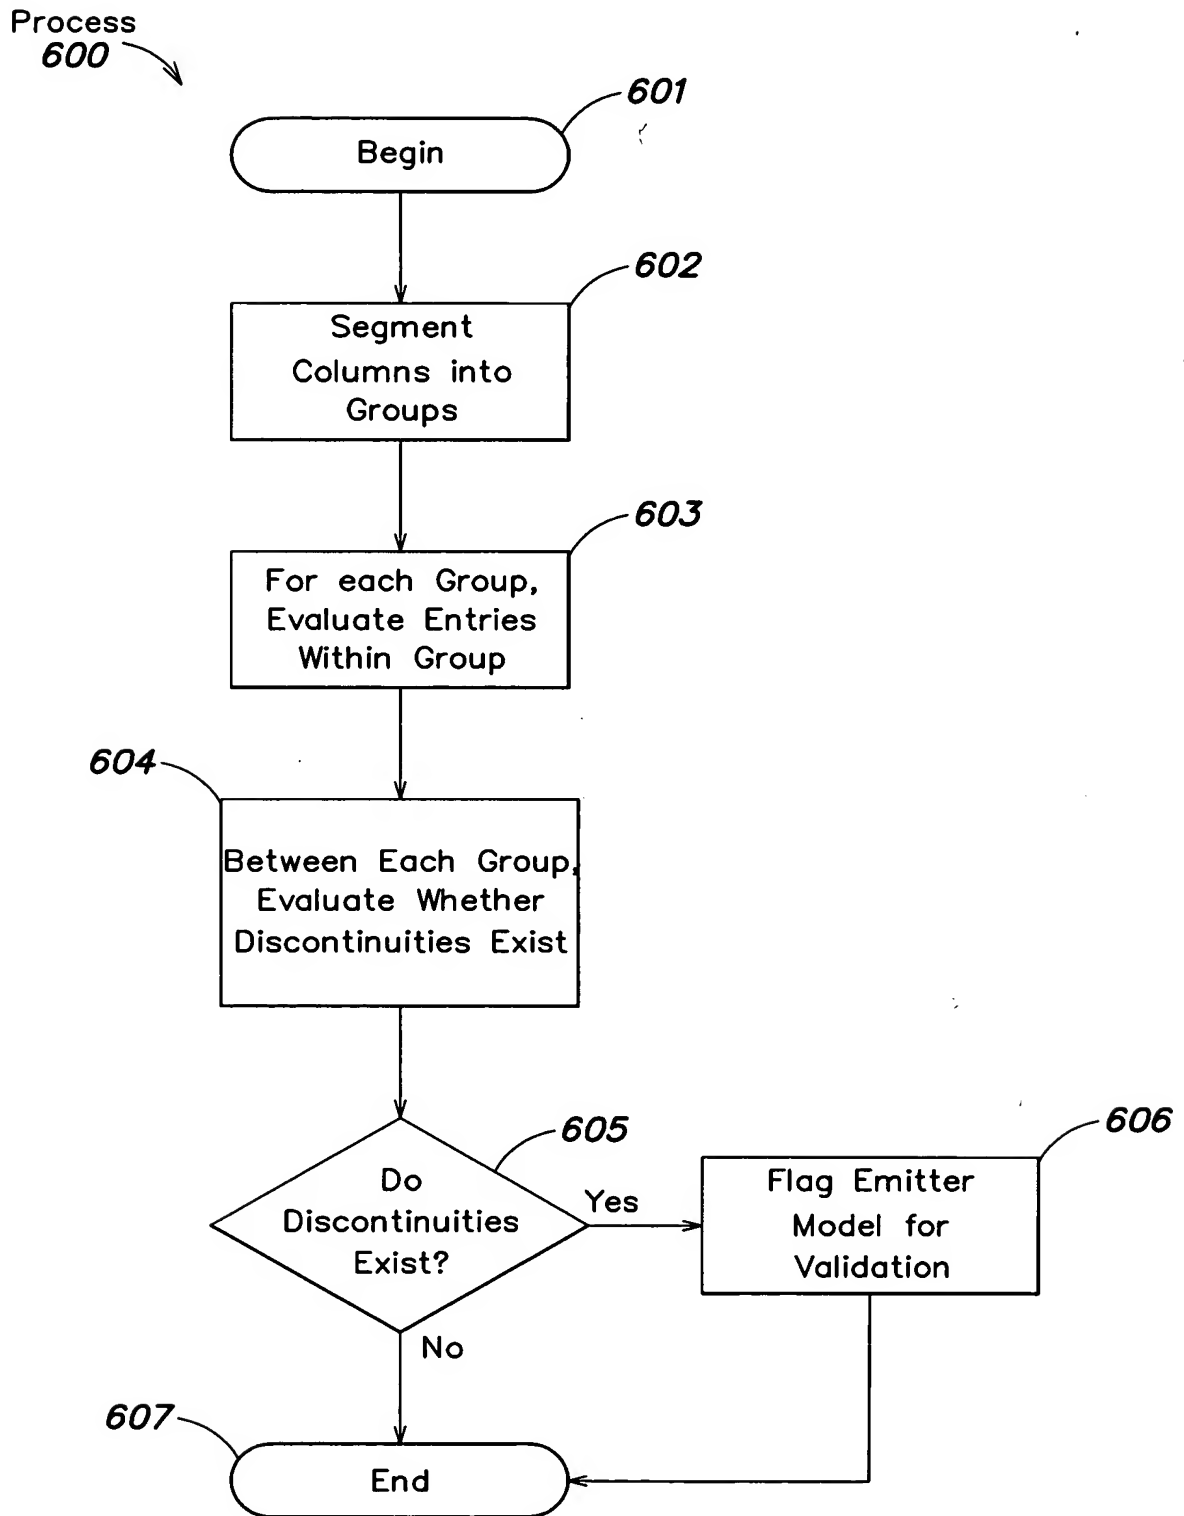 Process
600
601
Begin
602
Segment
Columns into
Groups
603
For each Group,
Evaluate Entries
Within Group
604
Between Each Group,
Evaluate Whether
Discontinuities Exist
605
Do
Discontinuities
Exist?
Yes
606
Flag Emitter
Model for
Validation
No
607
End